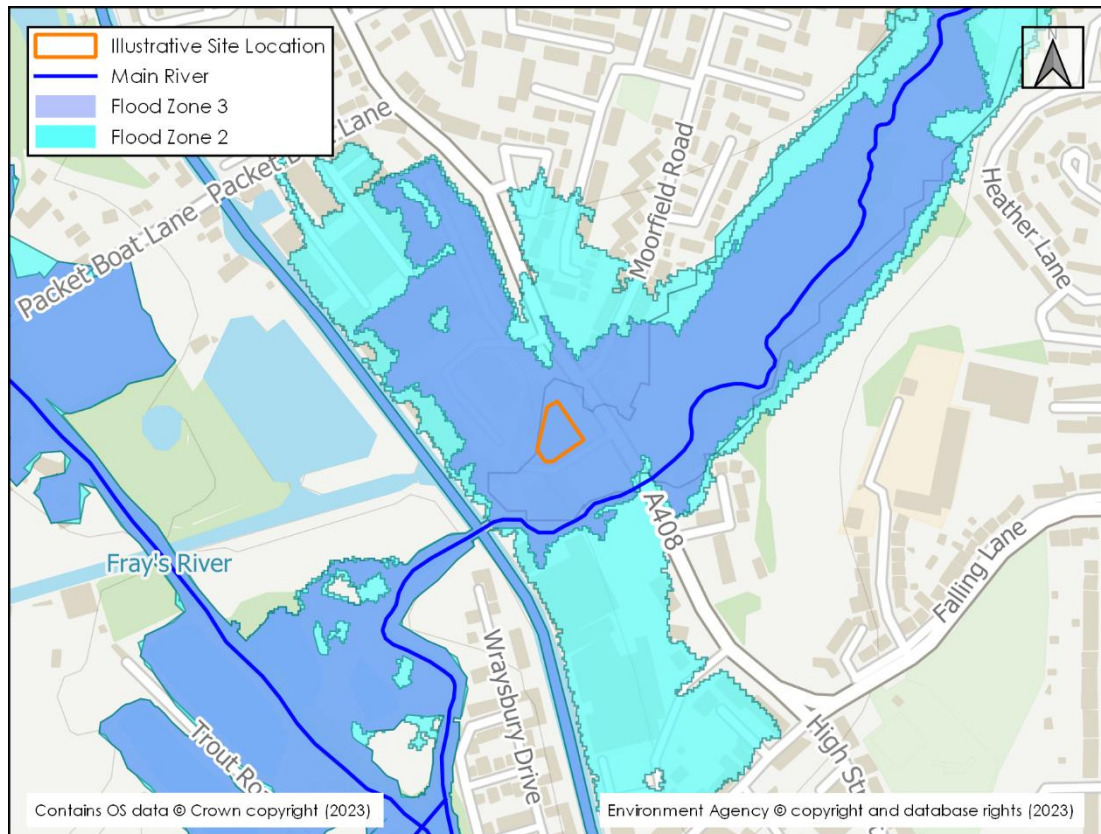 Illustrative Site Location
Main River
Flood Zone 3
Flood Zone 2
N
Packet Boat Lane
Packet Boat Lane
Moorfield Road
Heather Lane
A408
Fray's River
Falling Lane
Wraysbury Drive
Trout Ro
High Stre
Contains OS data © Crown copyright (2023)
Environment Agency © copyright and database rights (2023)